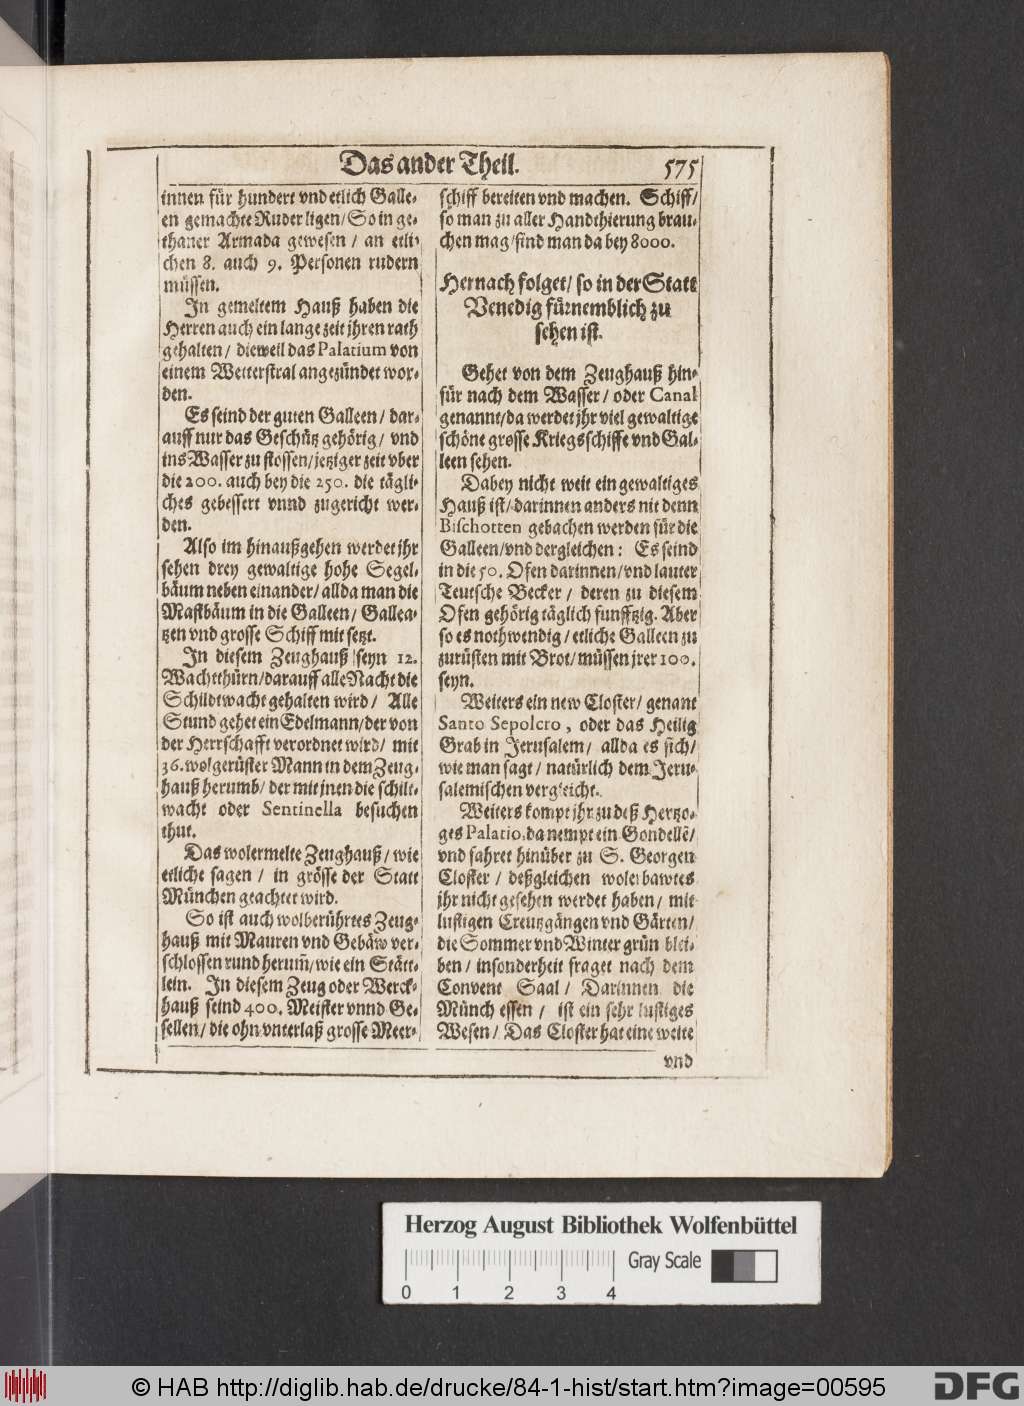 Das ander Theil. 575
innen für hundert vnd etlich Galle-
en gemachte Ruder ligen/ So in ge-
thaner Armada gewesen / an etli-
chen 8. auch 9. Personen rudern
müssen.
In gemeltem Hauß haben die
Herren auch ein lange zeit jhren rath
gehalten / dieweil das Palatium von
einem Wetterstral angezündet wor-
den.
Es seind der guten Galleen / dar-
auff nur das Geschütz gehörig / vnd
ins Wasser zu stossen/ jetziger zeit vber
die 200. auch bey die 250. die tägli-
ches gebessert vnnd zugericht wer-
den.
Also im hinaußgehen werdet jhr
sehen drey gewaltige hohe Segel-
bäum neben einander/ allda man die
Mastbäum in die Galleen/ Gallea-
tzen vnd grosse Schiff mit setzt.
In diesem Zeughauß seyn 12.
Wachtthürn/ darauff alle Nacht die
Schildtwacht gehalten wird / Alle
Stund gehet ein Edelmann/ der von
der Herrschafft verordnet wird/ mit
36. wolgerüster Mann in dem Zeug-
hauß herumb/ der mit jnen die schilt-
wacht oder Sentinella besuchen
thut.
Das wolermelte Zeughauß/ wie
etliche sagen / in grösse der Statt
München geachtet wird.
So ist auch wolberührtes Zeug-
hauß mit Mauren vnd Gebäw ver-
schlossen rund herum̃/ wie ein Stätt-
lein. In diesem Zeug oder Werck-
hauß seind 400. Meister vnnd Ge-
sellen/ die ohn vnterlaß grosse Meer-
schiff bereiten vnd machen. Schiff/
so man zu aller Handthierung brau-
chen mag/ find man da bey 8000.
Hernach folget/ so in der Statt
Venedig fürnemblich zu
sehen ist.
Gehet von dem Zeughauß hin-
für nach dem Wasser/ oder Canal
genannt/ da werdet jhr viel gewaltige
schöne grosse Kriegsschiffe vnd Gal-
leen sehen.
Dabey nicht weit ein gewaltiges
Hauß ist/ darinnen anders nit denn
Bischotten gebachen werden für die
Galleen/ vnd dergleichen: Es seind
in die 50. Ofen darinnen/ vnd lauter
Teutsche Becker / deren zu diesem
Ofen gehörig täglich funfftzig. Aber
so es nothwendig / etliche Galleen zu
zurüsten mit Brot/ müssen jrer 100.
seyn.
Weiters ein new Closter/ genant
Santo Sepolcro, oder das Heilig
Grab in Jerusalem/ allda es sich/
wie man sagt/ natürlich dem Jeru-
salemischen vergleicht.
Weiters kompt jhr zu deß Hertzo-
ges Palatio, da nempt ein Gondellẽ/
vnd fahret hinüber zu S. Georgen
Closter / deßgleichen wolerbawtes
jhr nicht gesehen werdet haben/ mit
lustigen Creutzgängen vnd Gärten/
die Sommer vnd Winter grün blei-
ben / insonderheit fraget nach dem
Convent Saal / Darinnen die
Münch essen / ist ein sehr lustiges
Wesen / Das Closter hat eine weite
vnd
Herzog August Bibliothek Wolfenbüttel
Gray Scale
0 1 2 3 4
© HAB http://diglib.hab.de/drucke/84-1-hist/start.htm?image=00595
DFG